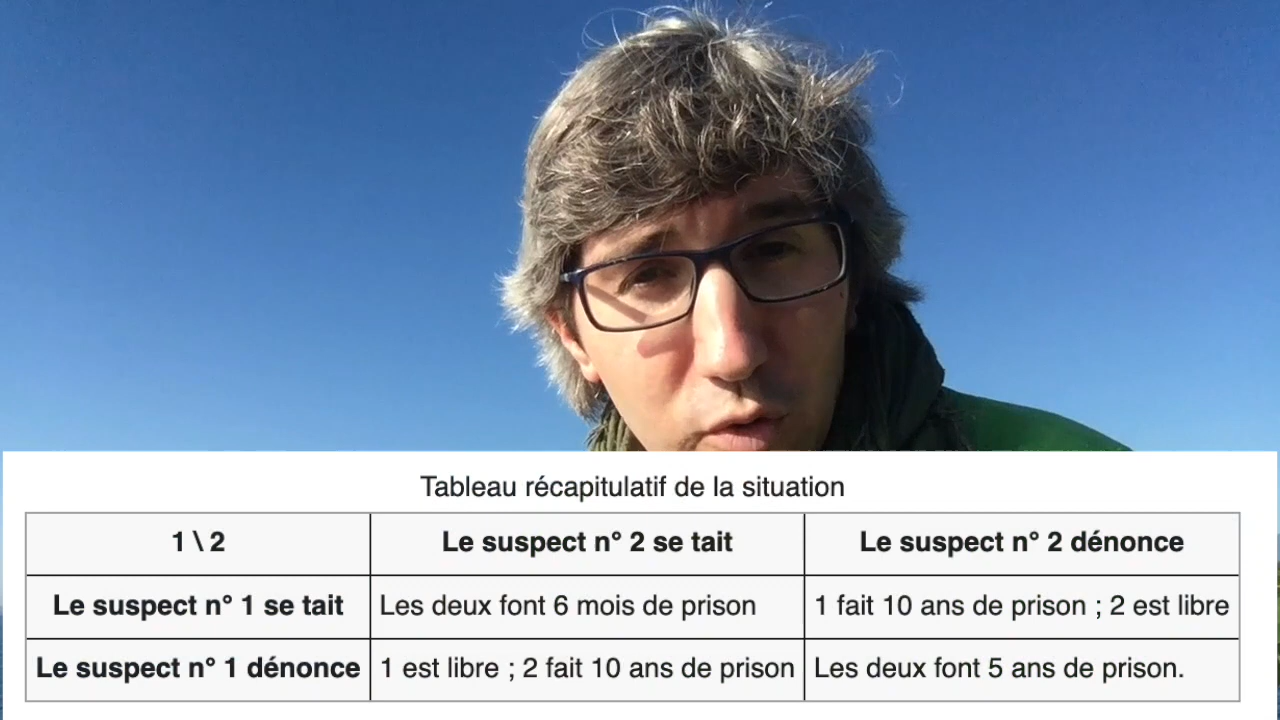 Tableau récapitulatif de la situation
1 \ 2 Le suspect n° 2 se tait Le suspect n° 2 dénonce
Le suspect n° 1 se tait Les deux font 6 mois de prison 1 fait 10 ans de prison ; 2 est libre
Le suspect n° 1 dénonce 1 est libre ; 2 fait 10 ans de prison Les deux font 5 ans de prison.